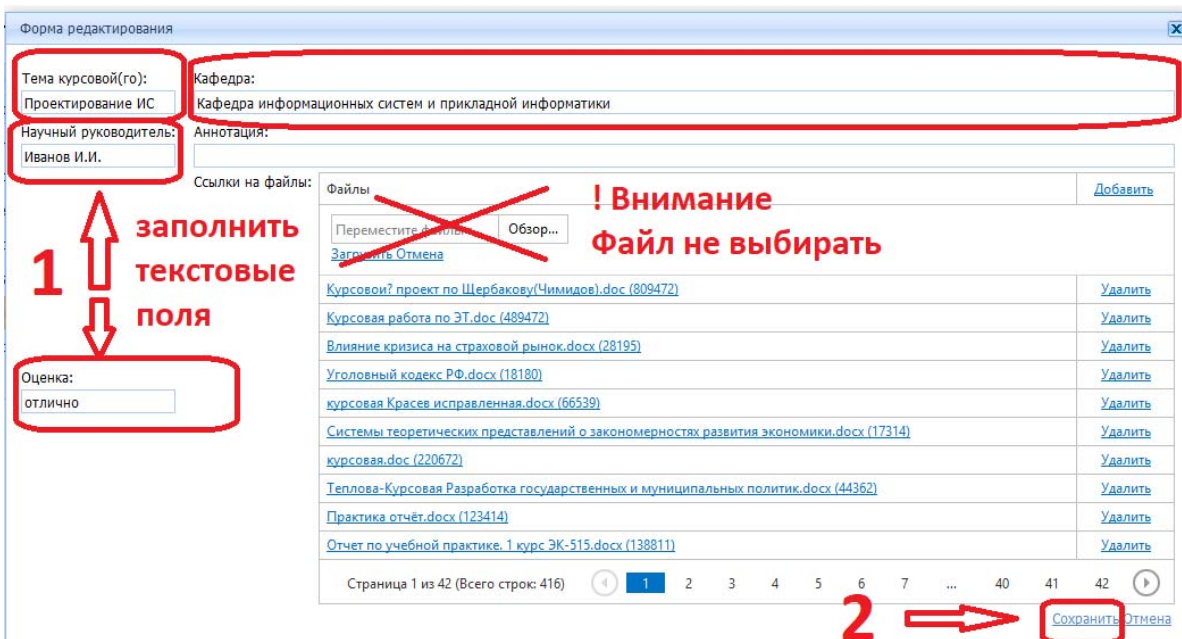 Форма редактирования
Тема курсовой(го): Кафедра:
Проектирование ИС Кафедра информационных систем и прикладной информатики
Научный руководитель: Аннотация:
Иванов И.И.
Ссылки на файлы: Файлы Добавить
! Внимание
Файл не выбирать
Переместите файлы Обзор...
Загрузить Отмена
1 заполнить
текстовые
поля
Курсовои? проект по Щербакову(Чимидов).doc (809472) Удалить
Курсовая работа по ЭТ.doc (489472) Удалить
Влияние кризиса на страховой рынок.docx (28195) Удалить
Уголовный кодекс РФ.docx (18180) Удалить
курсовая Красев исправленная.docx (66539) Удалить
Системы теоретических представлений о закономерностях развития экономики.docx (17314) Удалить
курсовая.doc (220672) Удалить
Теплова-Курсовая Разработка государственных и муниципальных политик.docx (44362) Удалить
Практика отчёт.docx (123414) Удалить
Отчет по учебной практике. 1 курс ЭК-515.docx (138811) Удалить
Оценка:
отлично
Страница 1 из 42 (Всего строк: 416) 1 2 3 4 5 6 7 ... 40 41 42
2 Сохранить Отмена